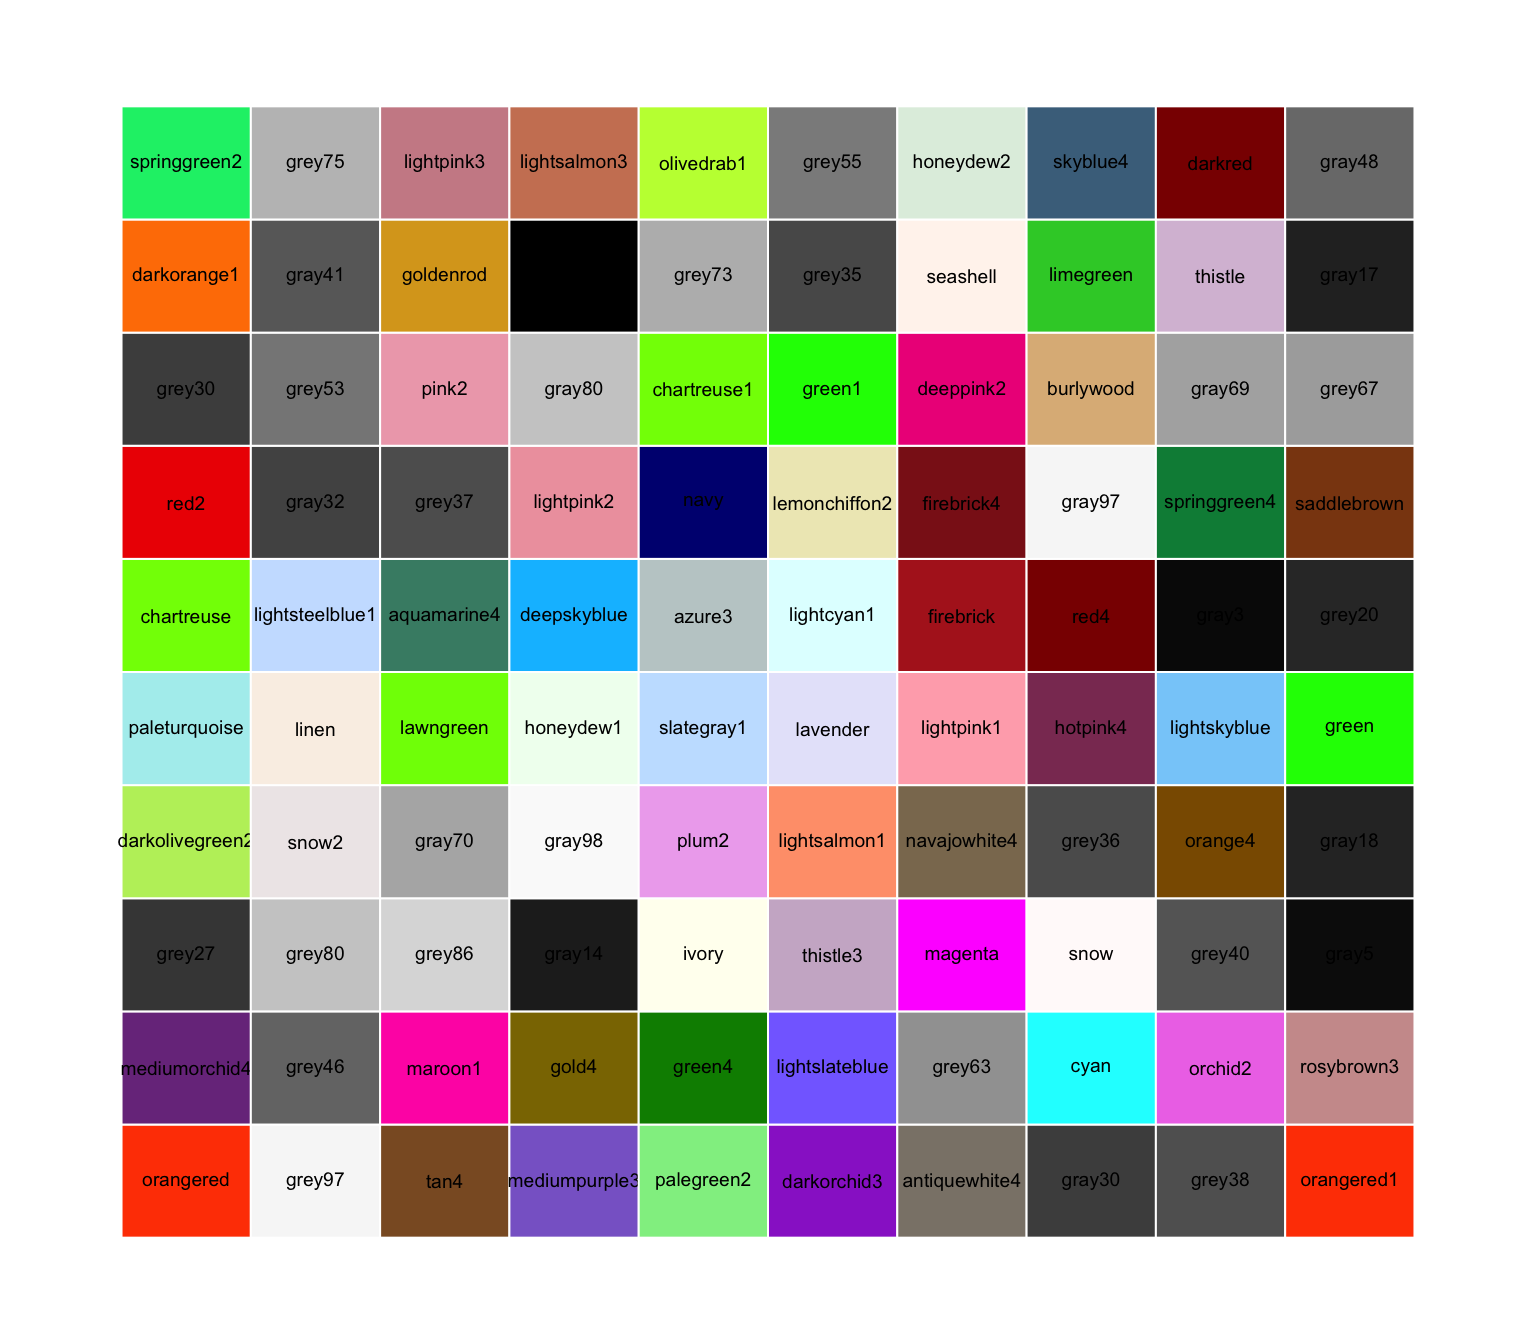 springgreen2 grey75 lightpink3 lightsalmon3 olivedrab1 grey55 honeydew2 skyblue4 darkred gray48
darkorange1 gray41 goldenrod grey73 grey35 seashell limegreen thistle gray17
grey30 grey53 pink2 gray80 chartreuse1 green1 deeppink2 burlywood gray69 grey67
red2 gray32 grey37 lightpink2 navy lemonchiffon2 firebrick4 gray97 springgreen4 saddlebrown
chartreuse lightsteelblue1 aquamarine4 deepskyblue azure3 lightcyan1 firebrick red4 gray3 grey20
paleturquoise linen lawngreen honeydew1 slategray1 lavender lightpink1 hotpink4 lightskyblue green
darkolivegreen2 snow2 gray70 gray98 plum2 lightsalmon1 navajowhite4 grey36 orange4 gray18
grey27 grey80 grey86 gray14 ivory thistle3 magenta snow grey40 gray5
mediumorchid4 grey46 maroon1 gold4 green4 lightslateblue grey63 cyan orchid2 rosybrown3
orangered grey97 tan4 mediumpurple3 palegreen2 darkorchid3 antiquewhite4 gray30 grey38 orangered1